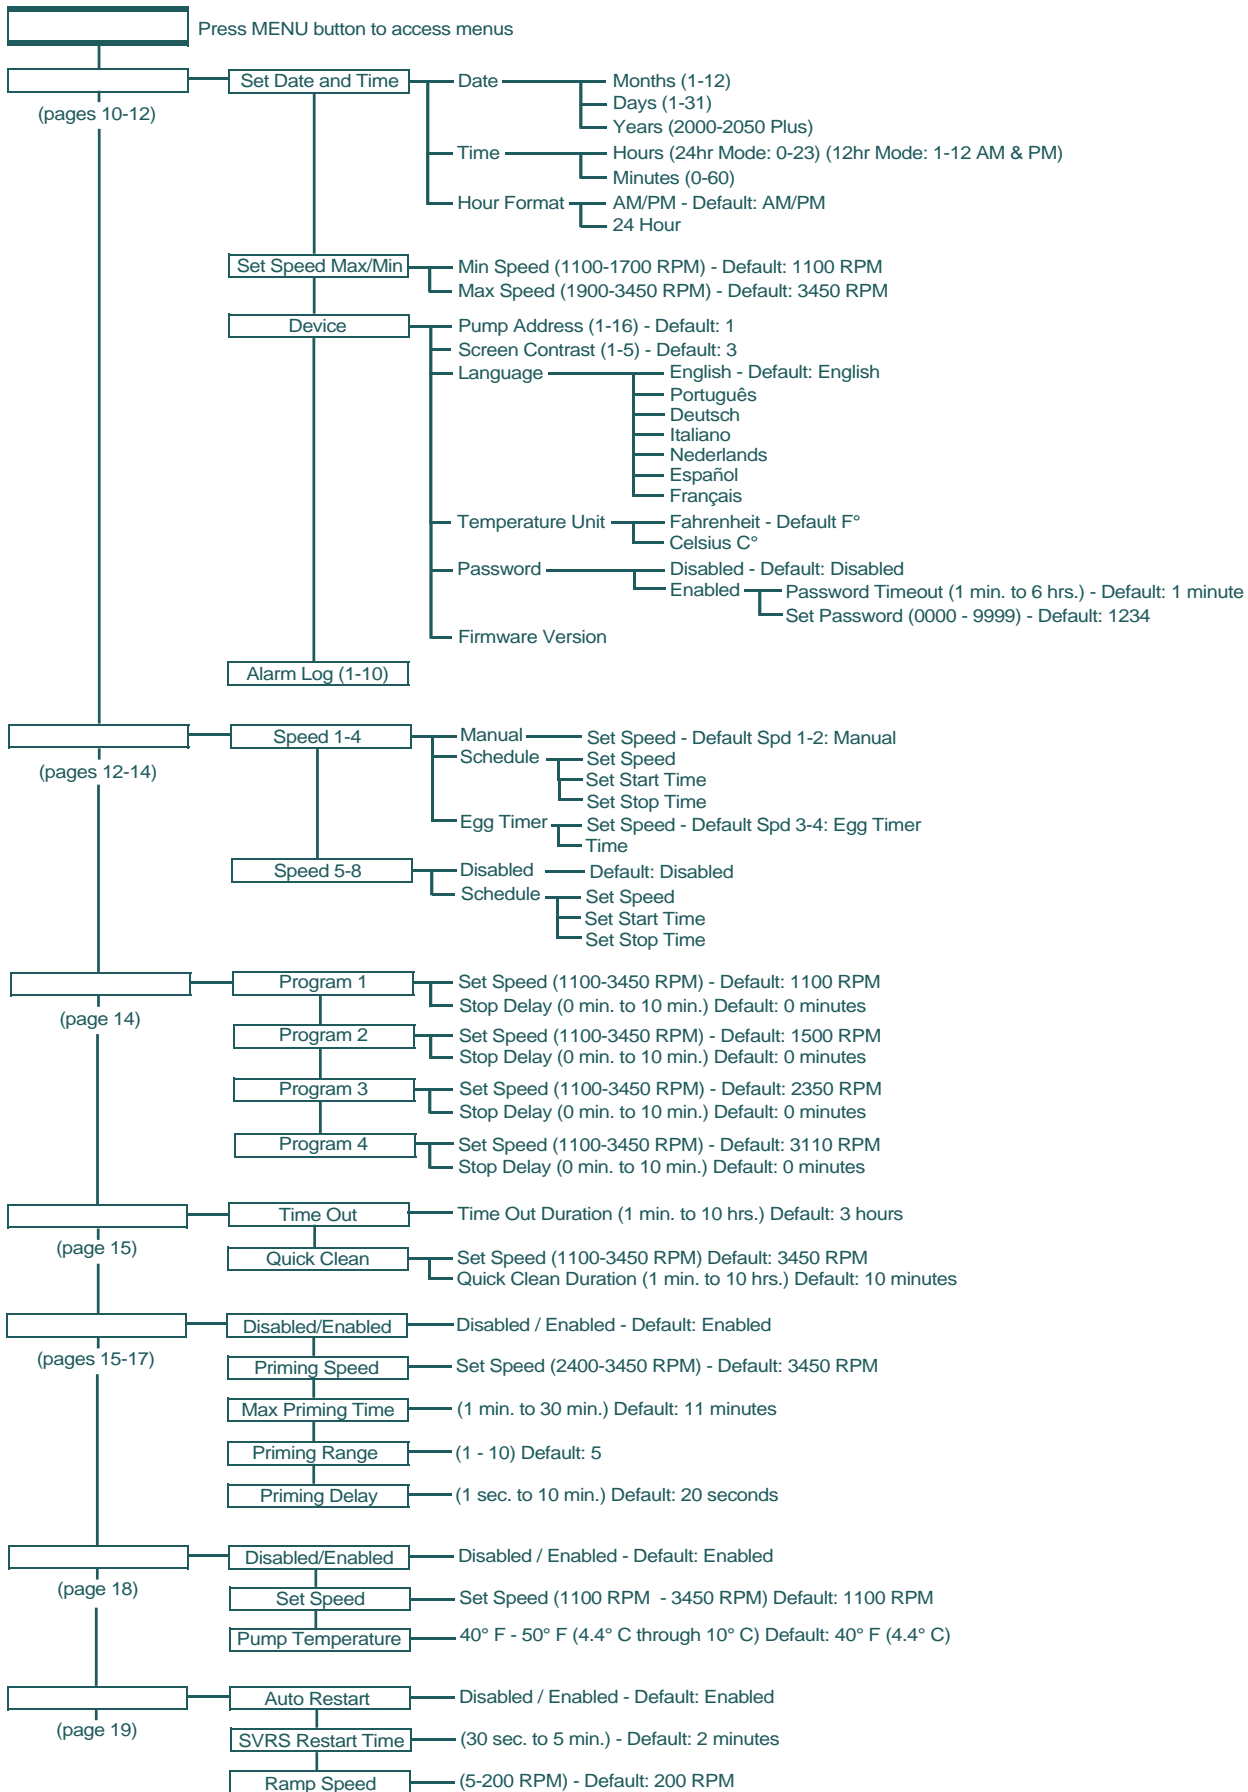 Press MENU button to access menus
Set Date and Time
Date
Months (1-12)
(pages 10-12)
Days (1-31)
Years (2000-2050 Plus)
Time
Hours (24hr Mode: 0-23) (12hr Mode: 1-12 AM & PM)
Minutes (0-60)
Hour Format
AM/PM - Default: AM/PM
24 Hour
Set Speed Max/Min
Min Speed (1100-1700 RPM) - Default: 1100 RPM
Max Speed (1900-3450 RPM) - Default: 3450 RPM
Device
Pump Address (1-16) - Default: 1
Screen Contrast (1-5) - Default: 3
Language
English - Default: English
Português
Deutsch
Italiano
Nederlands
Español
Français
Temperature Unit
Fahrenheit - Default F°
Celsius C°
Password
Disabled - Default: Disabled
Enabled
Password Timeout (1 min. to 6 hrs.) - Default: 1 minute
Set Password (0000 - 9999) - Default: 1234
Firmware Version
Alarm Log (1-10)
Speed 1-4
Manual
Set Speed - Default Spd 1-2: Manual
(pages 12-14)
Schedule
Set Speed
Set Start Time
Set Stop Time
Egg Timer
Set Speed - Default Spd 3-4: Egg Timer
Time
Speed 5-8
Disabled
Default: Disabled
Schedule
Set Speed
Set Start Time
Set Stop Time
Program 1
Set Speed (1100-3450 RPM) - Default: 1100 RPM
Stop Delay (0 min. to 10 min.) Default: 0 minutes
(page 14)
Program 2
Set Speed (1100-3450 RPM) - Default: 1500 RPM
Stop Delay (0 min. to 10 min.) Default: 0 minutes
Program 3
Set Speed (1100-3450 RPM) - Default: 2350 RPM
Stop Delay (0 min. to 10 min.) Default: 0 minutes
Program 4
Set Speed (1100-3450 RPM) - Default: 3110 RPM
Stop Delay (0 min. to 10 min.) Default: 0 minutes
Time Out
Time Out Duration (1 min. to 10 hrs.) Default: 3 hours
(page 15)
Quick Clean
Set Speed (1100-3450 RPM) Default: 3450 RPM
Quick Clean Duration (1 min. to 10 hrs.) Default: 10 minutes
Disabled/Enabled
Disabled / Enabled - Default: Enabled
(pages 15-17)
Priming Speed
Set Speed (2400-3450 RPM) - Default: 3450 RPM
Max Priming Time
(1 min. to 30 min.) Default: 11 minutes
Priming Range
(1 - 10) Default: 5
Priming Delay
(1 sec. to 10 min.) Default: 20 seconds
Disabled/Enabled
Disabled / Enabled - Default: Enabled
(page 18)
Set Speed
Set Speed (1100 RPM - 3450 RPM) Default: 1100 RPM
Pump Temperature
40° F - 50° F (4.4° C through 10° C) Default: 40° F (4.4° C)
Auto Restart
Disabled / Enabled - Default: Enabled
(page 19)
SVRS Restart Time
(30 sec. to 5 min.) - Default: 2 minutes
Ramp Speed
(5-200 RPM) - Default: 200 RPM